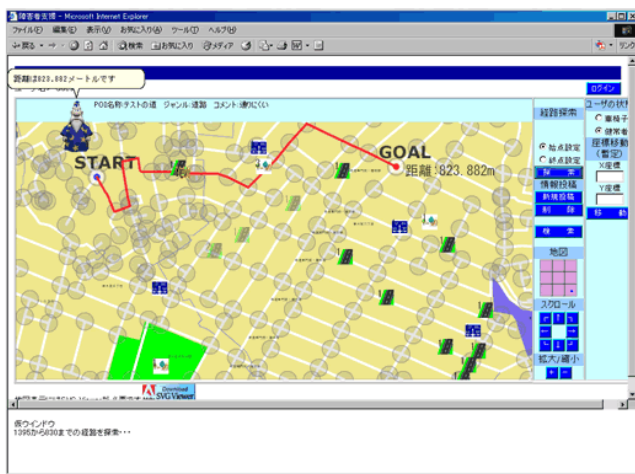 障害者支援 - Microsoft Internet Explorer
ファイル(F) 編集(E) 表示(V) お気に入り(A) ツール(T) ヘルプ(H)
戻る 検索 お気に入り メディア リンク
距離は823.882メートルです
ログイン
POS名称:テストの道 ジャンル:道路 コメント:通りにくい
START
GOAL
距離:823.882m
経路探索
始点設定
終点設定
探 索
情報投稿
新規投稿
削 除
検 索
地図
スクロール
拡大/縮小
+ -
ユーザの状態
車椅子
健常者
座標移動
(暫定)
X座標
Y座標
移 動
Download
SVG Viewer
仮ウインドウ
1395から830までの経路を探索・・・